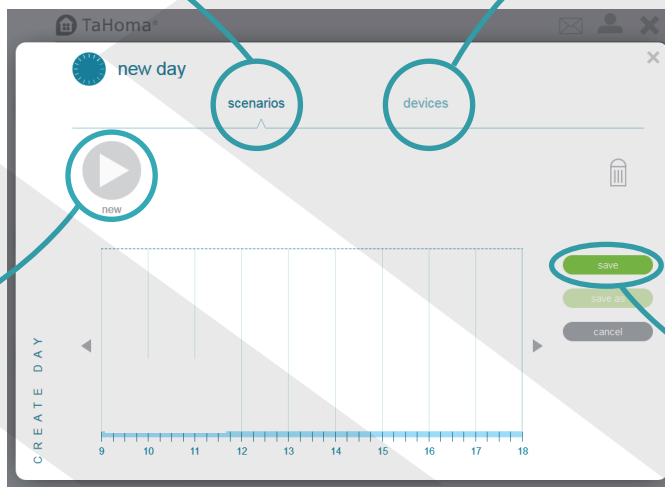 TaHoma®
new day
scenarios
devices
new
save
save as
cancel
CREATE DAY
9 10 11 12 13 14 15 16 17 18